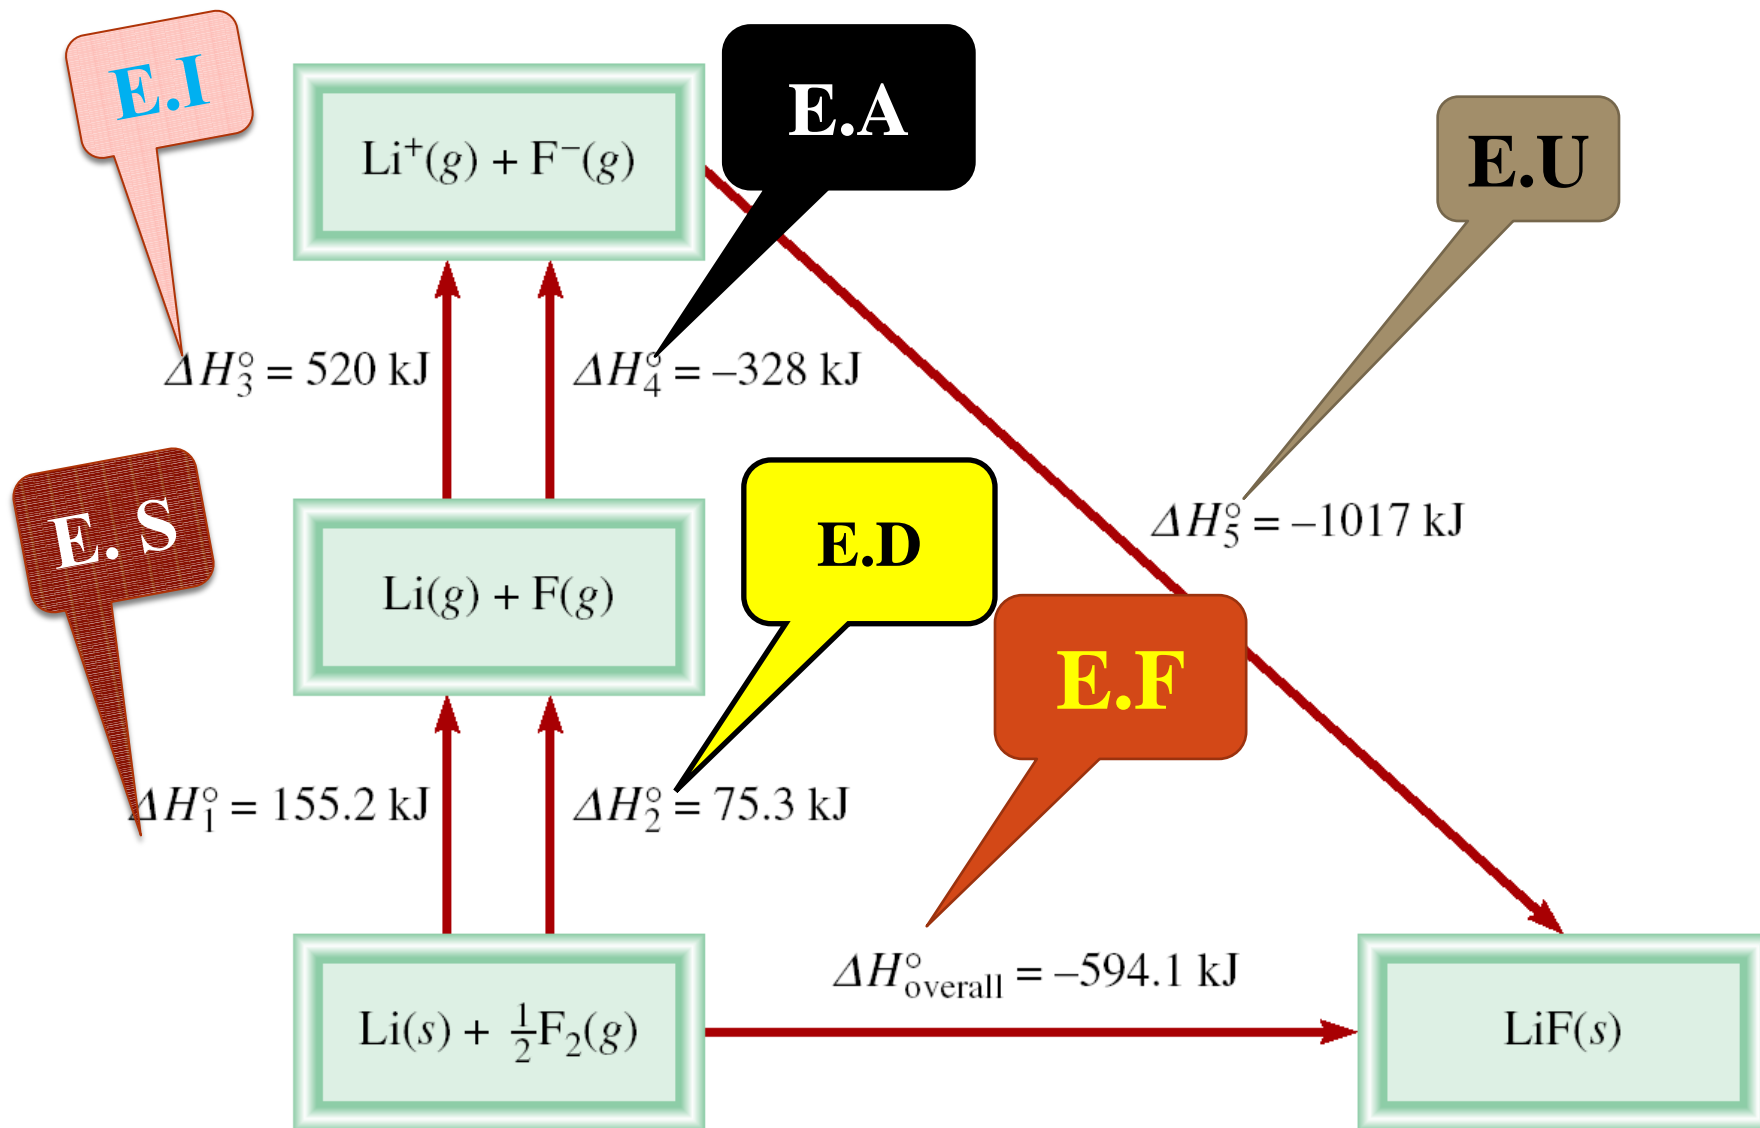 E.I
E.A
E.U
Li⁺(g) + F⁻(g)
ΔH°₃ = 520 kJ
ΔH°₄ = –328 kJ
E. S
E.D
ΔH°₅ = –1017 kJ
Li(g) + F(g)
E.F
ΔH°₁ = 155.2 kJ
ΔH°₂ = 75.3 kJ
ΔH°overall = –594.1 kJ
Li(s) + ½F₂(g)
LiF(s)